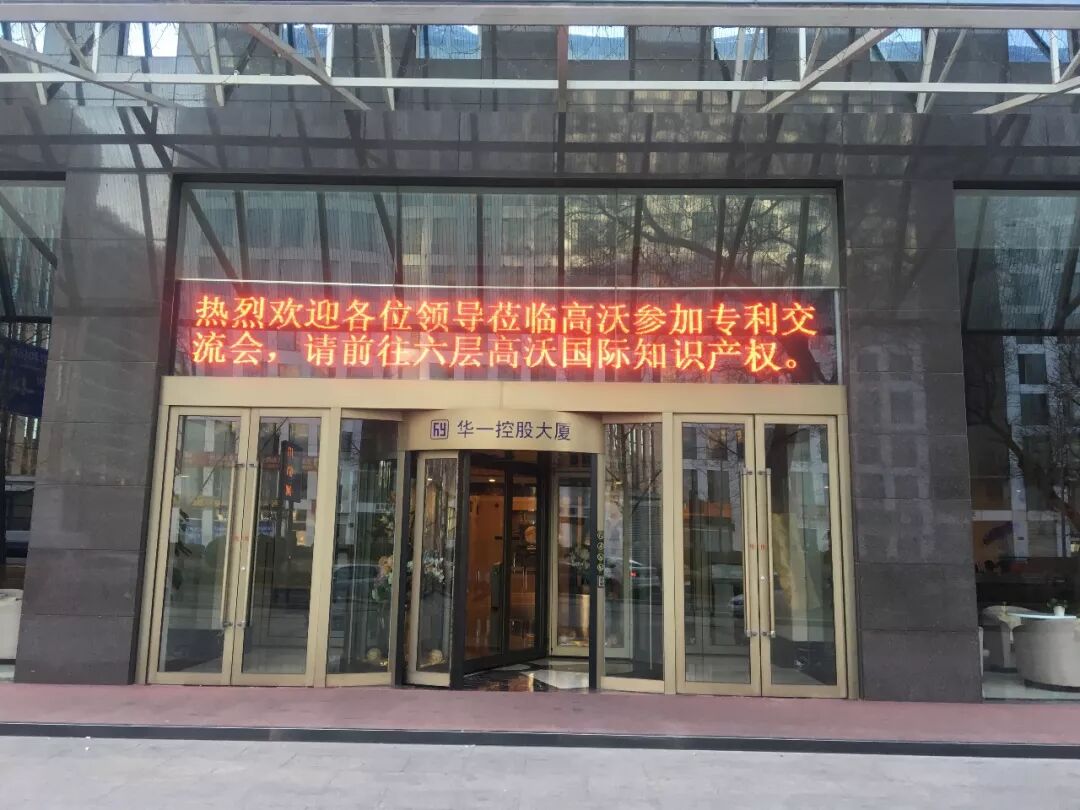 热烈欢迎各位领导莅临高沃参加专利交
流会，请前往六层高沃国际知识产权。
华一控股大厦